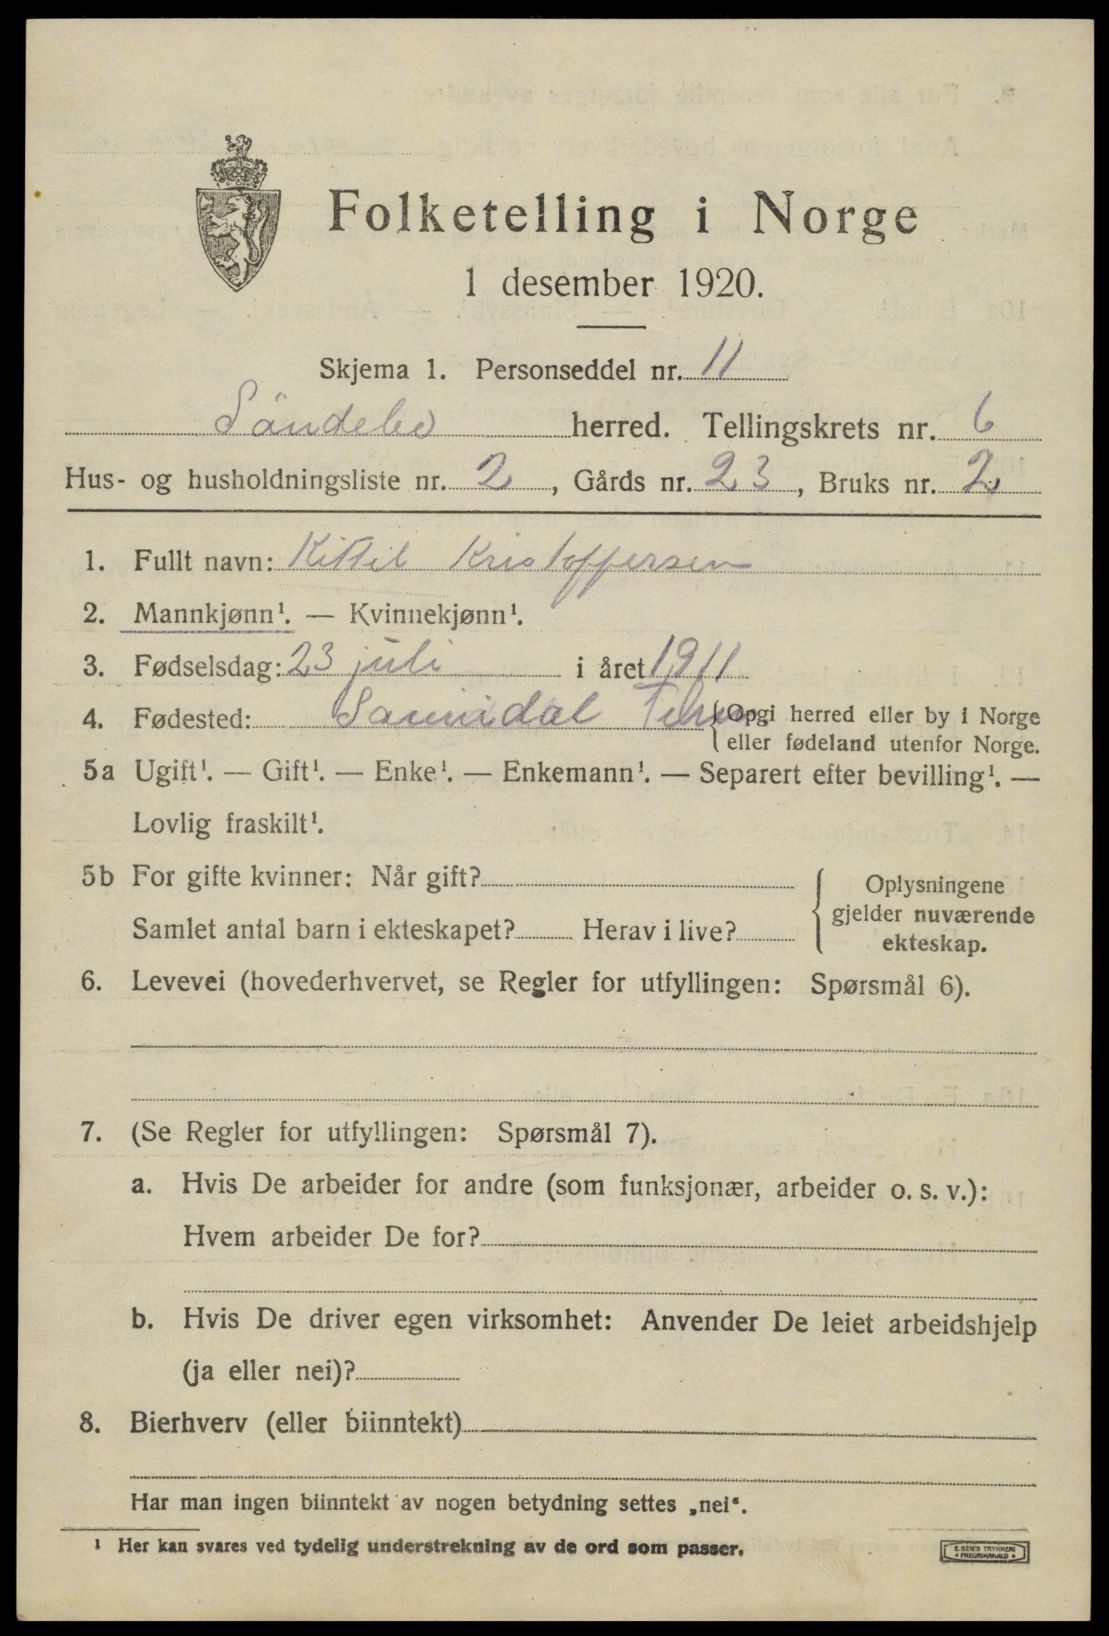 Folketelling i Norge
1 desember 1920.
Skjema 1. Personseddel nr. 11
Söndelev herred. Tellingskrets nr. 6
Hus- og husholdningsliste nr. 2, Gårds nr. 23, Bruks nr. 2
1. Fullt navn: Kittil Kristoffersen
2. Mannkjønn¹. — Kvinnekjønn¹.
3. Fødselsdag: 23 juli i året 1911
4. Fødested: Sannidal {Opgi herred eller by i Norge
eller fødeland utenfor Norge.
5a Ugift¹. — Gift¹. — Enke¹. — Enkemann¹. — Separert efter bevilling¹. —
Lovlig fraskilt¹.
5b For gifte kvinner: Når gift?
Samlet antal barn i ekteskapet? Herav i live?
{ Oplysningene
gjelder nuværende
ekteskap.
6. Levevei (hovederhvervet, se Regler for utfyllingen: Spørsmål 6).
7. (Se Regler for utfyllingen: Spørsmål 7).
a. Hvis De arbeider for andre (som funksjonær, arbeider o. s. v.):
Hvem arbeider De for?
b. Hvis De driver egen virksomhet: Anvender De leiet arbeidshjelp
(ja eller nei)?
8. Bierhverv (eller biinntekt)
Har man ingen biinntekt av nogen betydning settes „nei“.
¹ Her kan svares ved tydelig understrekning av de ord som passer.
E. SEM'S TRYKKERI
• FREDRIKSHALD •